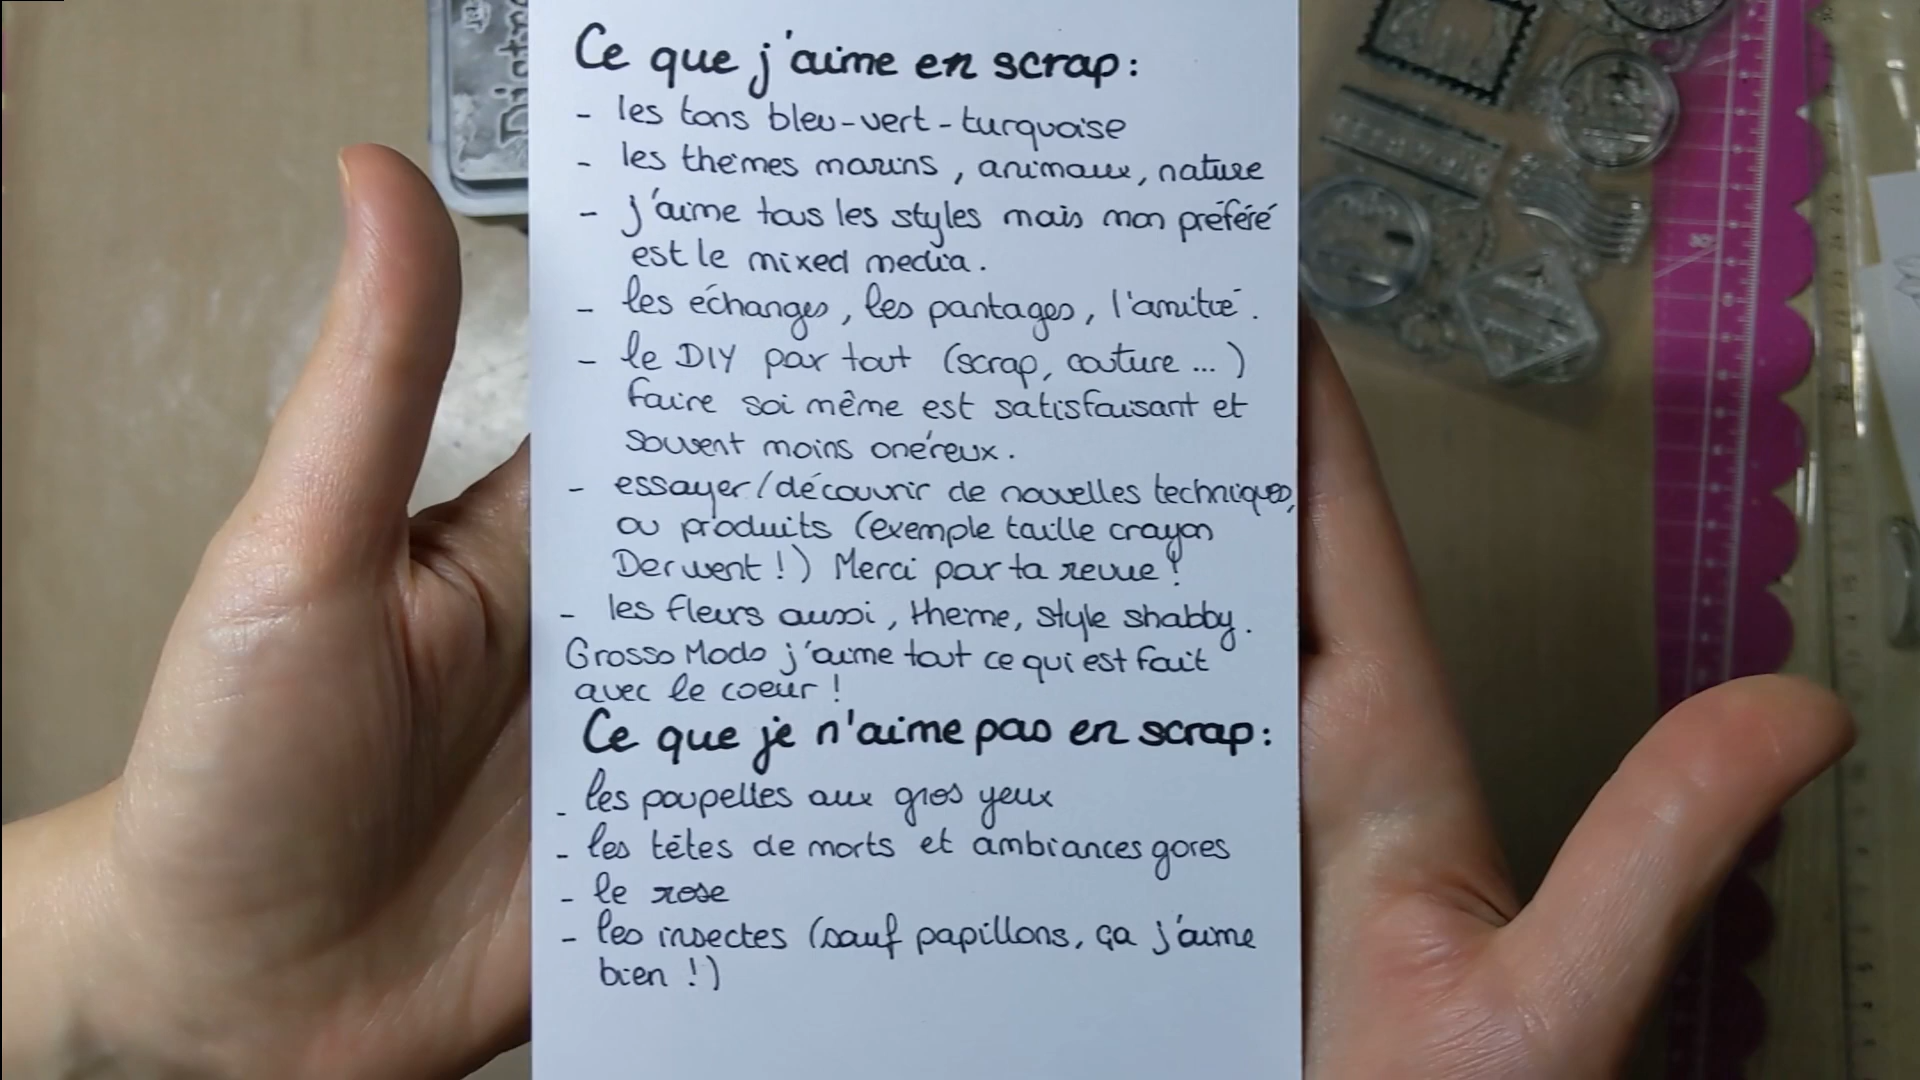 Ce que j'aime en scrap:
- les tons bleu-vert-turquoise
- les thèmes marins, animaux, nature
- j'aime tous les styles mais mon préféré
est le mixed media.
- les échanges, les partages, l'amitié.
- le DIY par tout (scrap, couture...)
Faire soi même est satisfaisant et
souvent moins onéreux.
- essayer/découvrir de nouvelles techniques,
ou produits (exemple taille crayon
Derwent!) Merci par ta revue!
- les fleurs aussi, theme, style shabby.
Grosso Modo j'aime tout ce qui est fait
avec le coeur!
Ce que je n'aime pas en scrap:
- les poupelles aux gros yeux
- les têtes de morts et ambiances gores
- le rose
- les insectes (sauf papillons, ça j'aime
bien!)